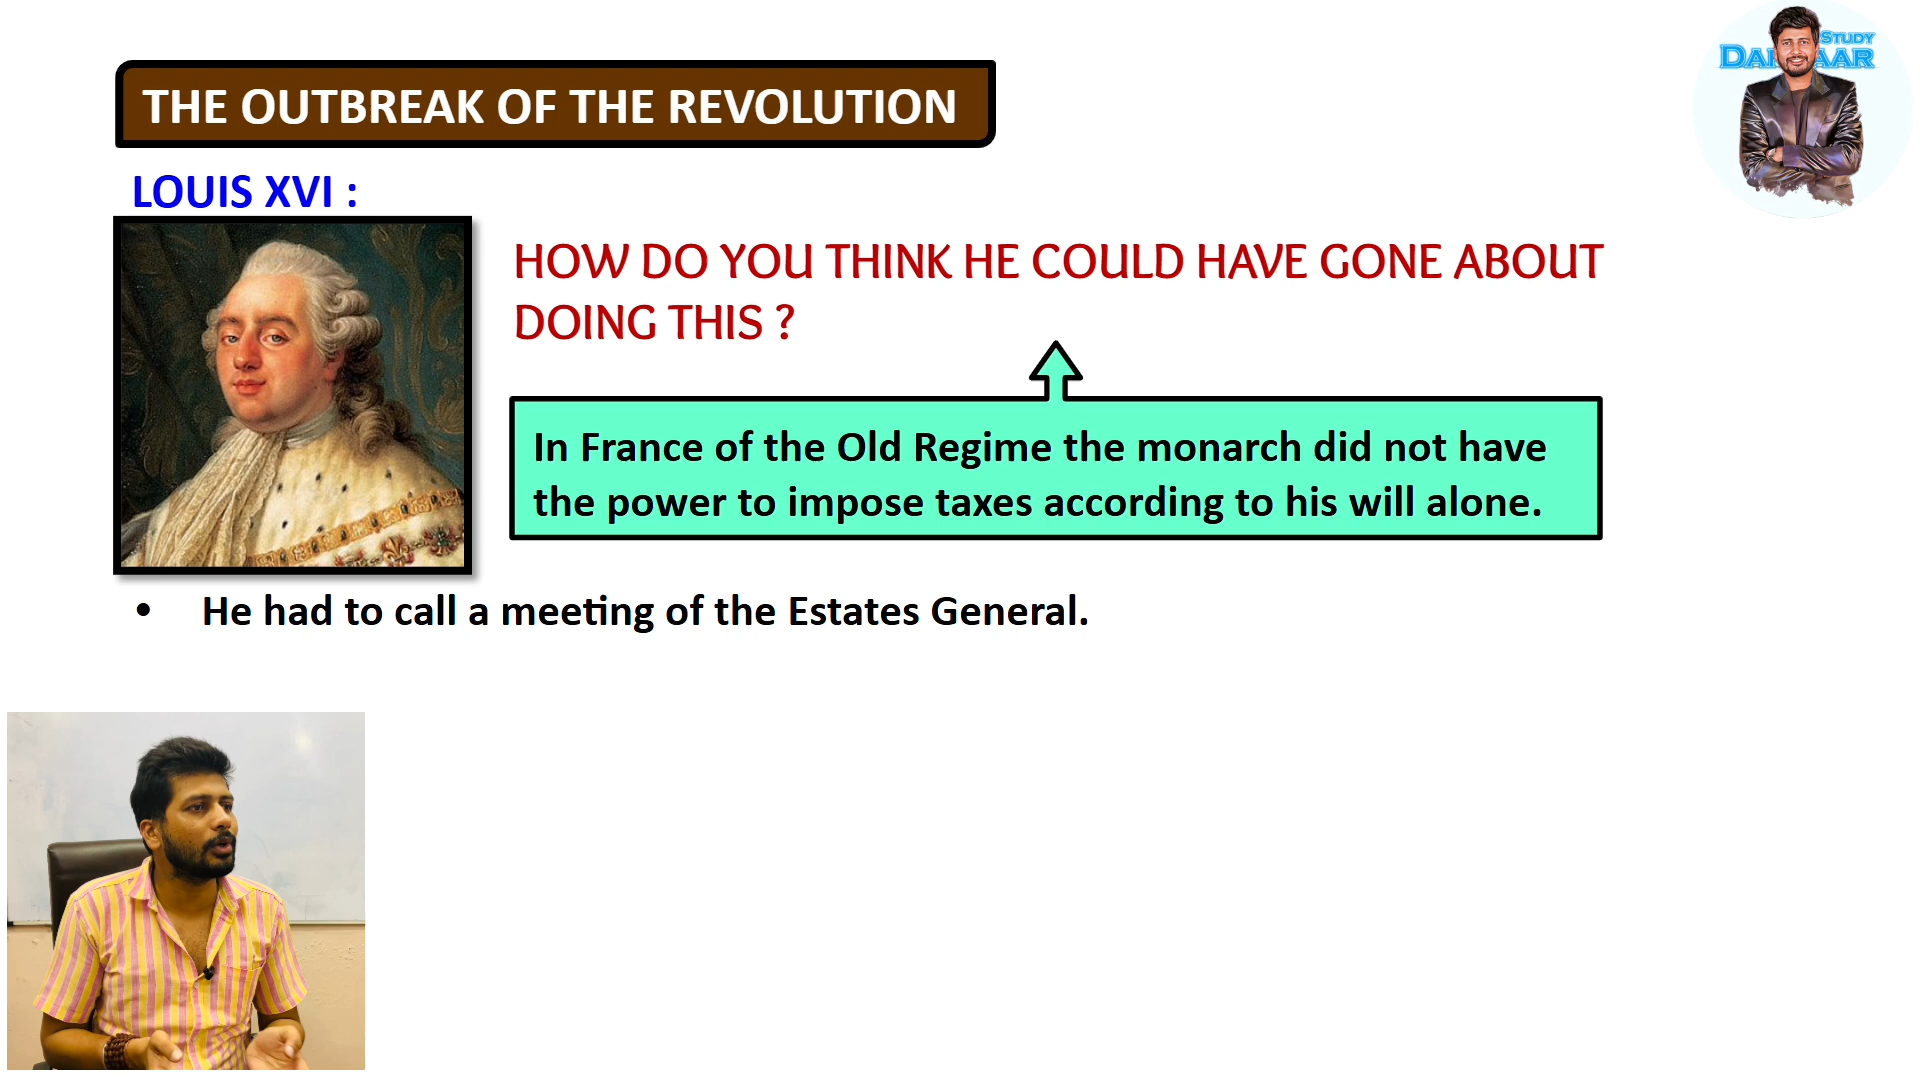 STUDY
THE OUTBREAK OF THE REVOLUTION
LOUIS XVI :
HOW DO YOU THINK HE COULD HAVE GONE ABOUT
DOING THIS ?
In France of the Old Regime the monarch did not have
the power to impose taxes according to his will alone.
• He had to call a meeting of the Estates General.